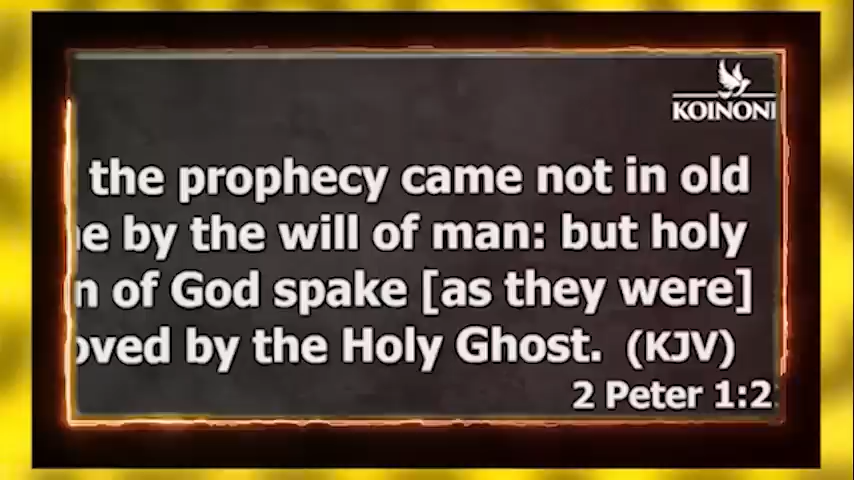 KOINONI
the prophecy came not in old
e by the will of man: but holy
n of God spake [as they were]
oved by the Holy Ghost. (KJV)
2 Peter 1:2